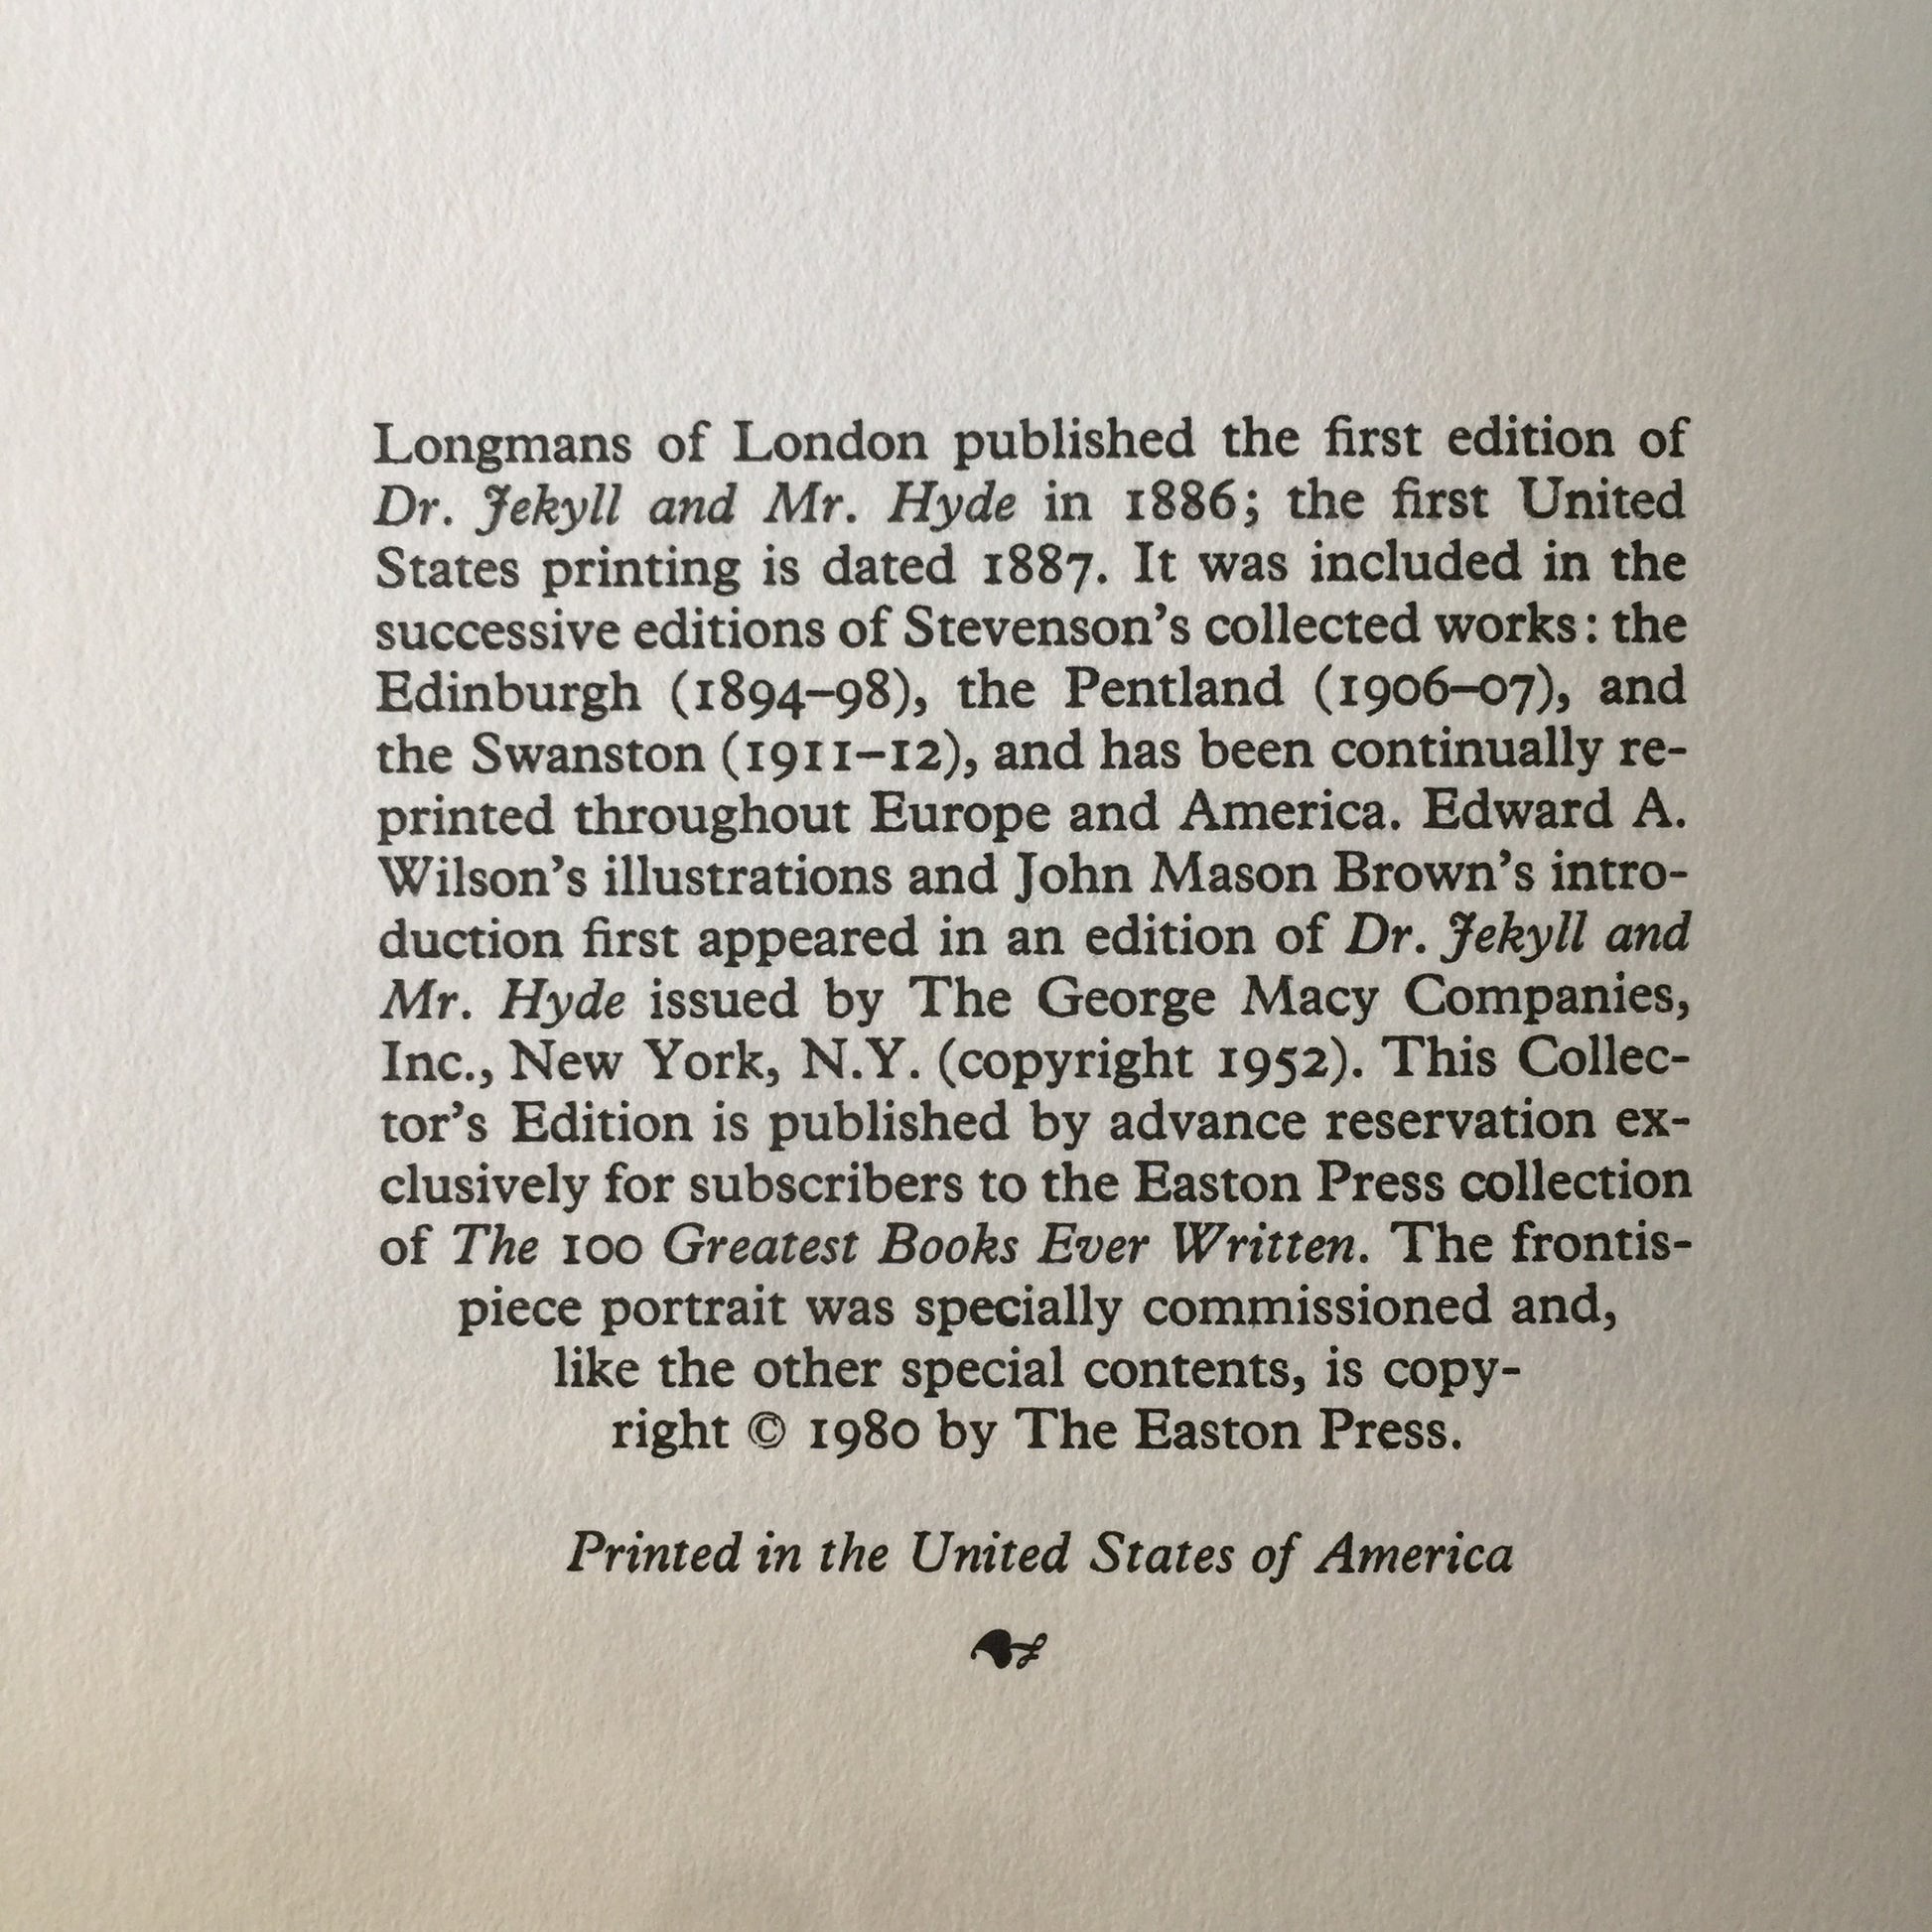 Longmans of London published the first edition of
Dr. Jekyll and Mr. Hyde in 1886; the first United
States printing is dated 1887. It was included in the
successive editions of Stevenson's collected works: the
Edinburgh (1894–98), the Pentland (1906–07), and
the Swanston (1911–12), and has been continually re-
printed throughout Europe and America. Edward A.
Wilson's illustrations and John Mason Brown's intro-
duction first appeared in an edition of Dr. Jekyll and
Mr. Hyde issued by The George Macy Companies,
Inc., New York, N.Y. (copyright 1952). This Collec-
tor's Edition is published by advance reservation ex-
clusively for subscribers to the Easton Press collection
of The 100 Greatest Books Ever Written. The frontis-
piece portrait was specially commissioned and,
like the other special contents, is copy-
right © 1980 by The Easton Press.
Printed in the United States of America